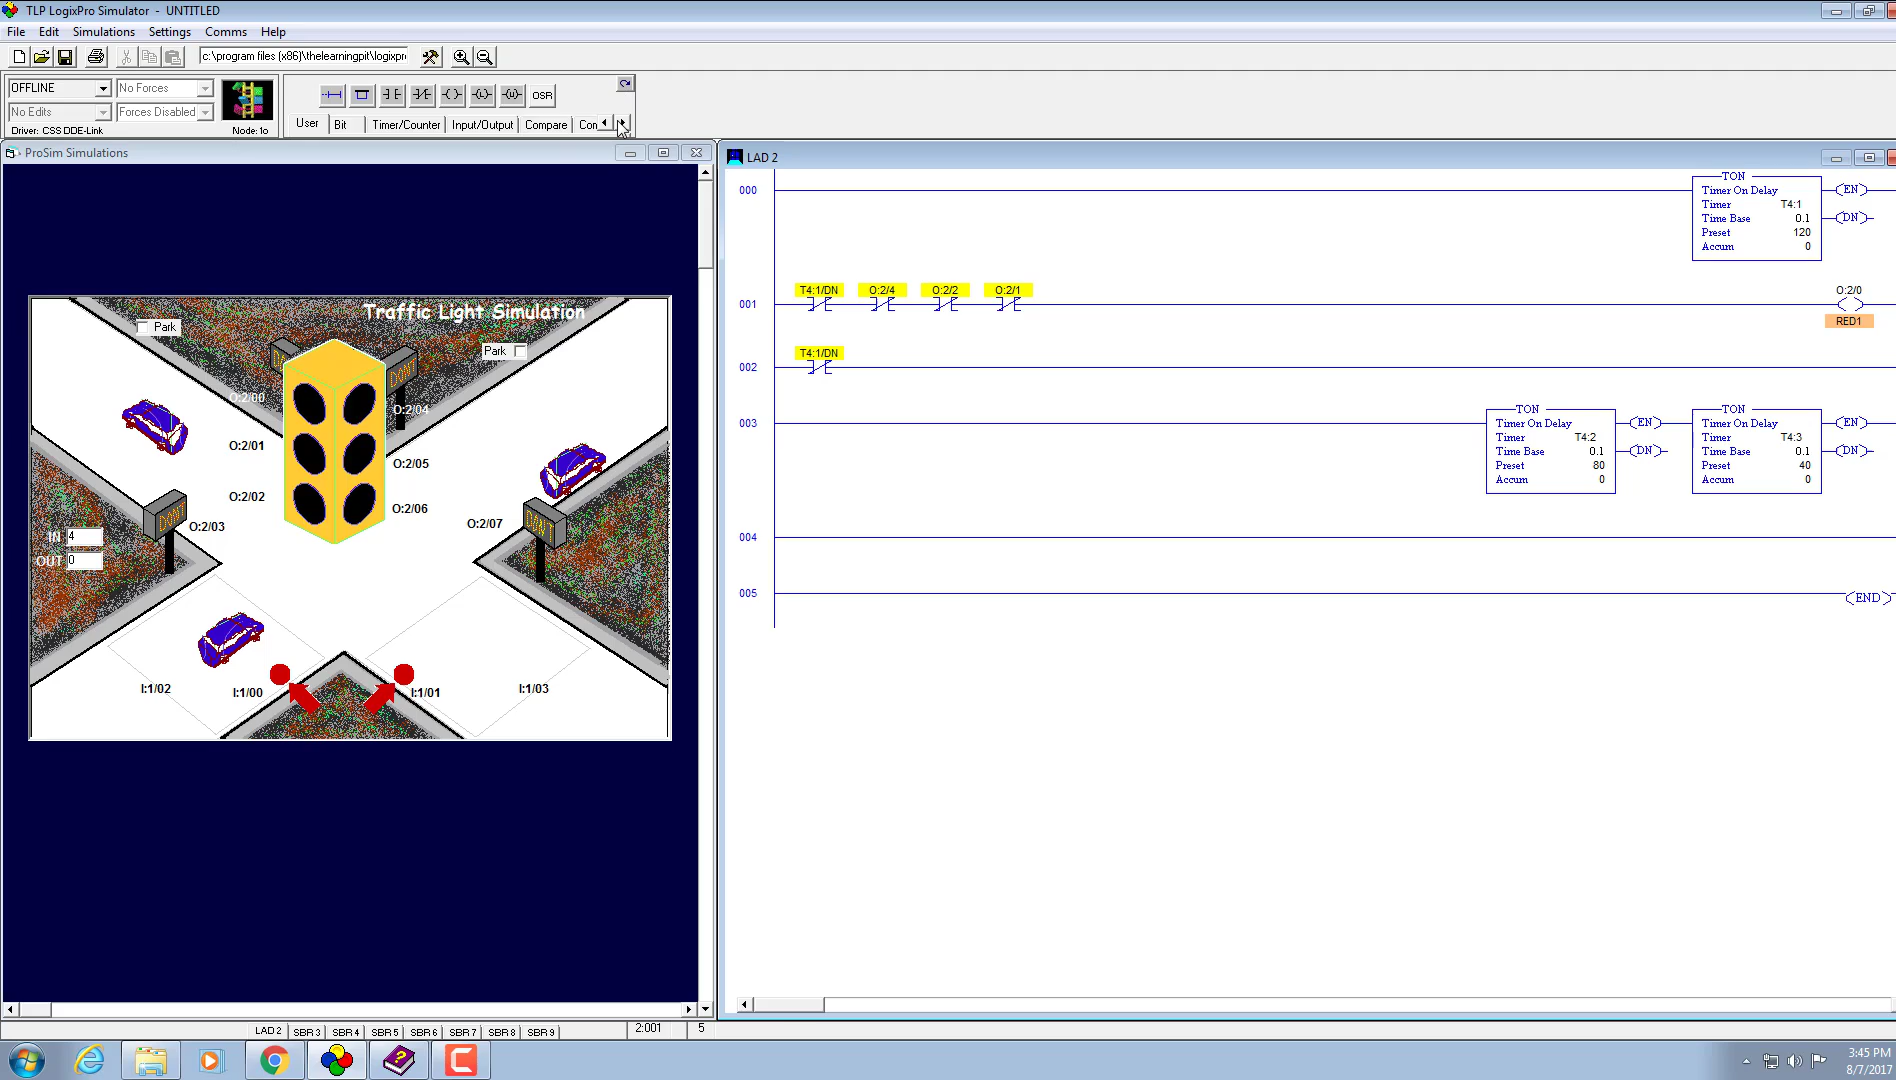 TLP LogixPro Simulator - UNTITLED
File Edit Simulations Settings Comms Help
c:\program files (x86)\thelearningpit\logixpr
OFFLINE No Forces
No Edits Forces Disabled
Driver: CSS DDE-Link Node: 1o
OSR
User Bit Timer/Counter Input/Output Compare Con
ProSim Simulations
Traffic Light Simulation
Park
Park
DONT
O:2/00
O:2/04
O:2/01
O:2/05
O:2/02
O:2/06
DONT
O:2/03
O:2/07
DONT
IN 4
OUT 0
I:1/02
I:1/00
I:1/01
I:1/03
LAD 2
000
TON
Timer On Delay
Timer T4:1
Time Base 0.1
Preset 120
Accum 0
EN
DN
001
T4:1/DN O:2/4 O:2/2 O:2/1 O:2/0
RED1
002
T4:1/DN
003
TON
Timer On Delay
Timer T4:2
Time Base 0.1
Preset 80
Accum 0
EN
DN
TON
Timer On Delay
Timer T4:3
Time Base 0.1
Preset 40
Accum 0
EN
DN
004
005
END
LAD 2 SBR 3 SBR 4 SBR 5 SBR 6 SBR 7 SBR 8 SBR 9 2:001 5
3:45 PM
8/7/2017